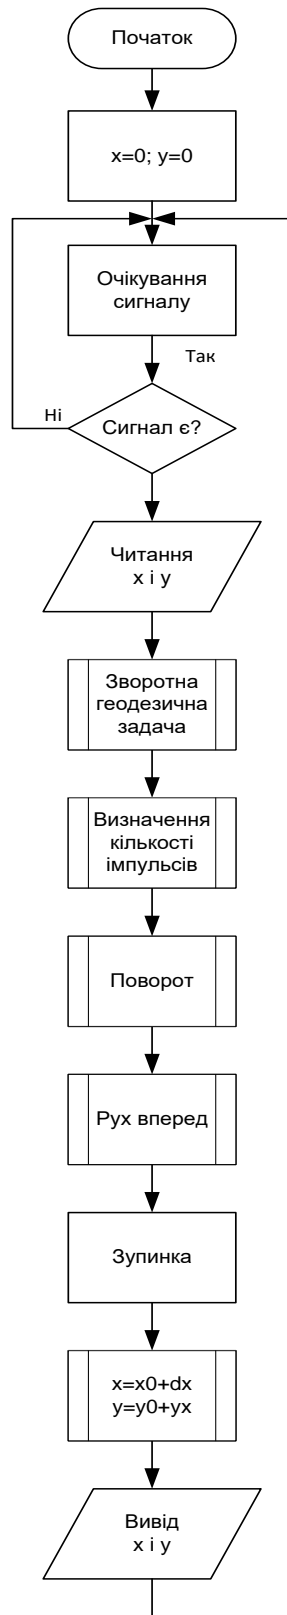 Початок
x=0; y=0
Очікування
сигналу
Так
Ні
Сигнал є?
Читання
x і y
Зворотна
геодезична
задача
Визначення
кількості
імпульсів
Поворот
Рух вперед
Зупинка
x=x0+dx
y=y0+yx
Вивід
x і y